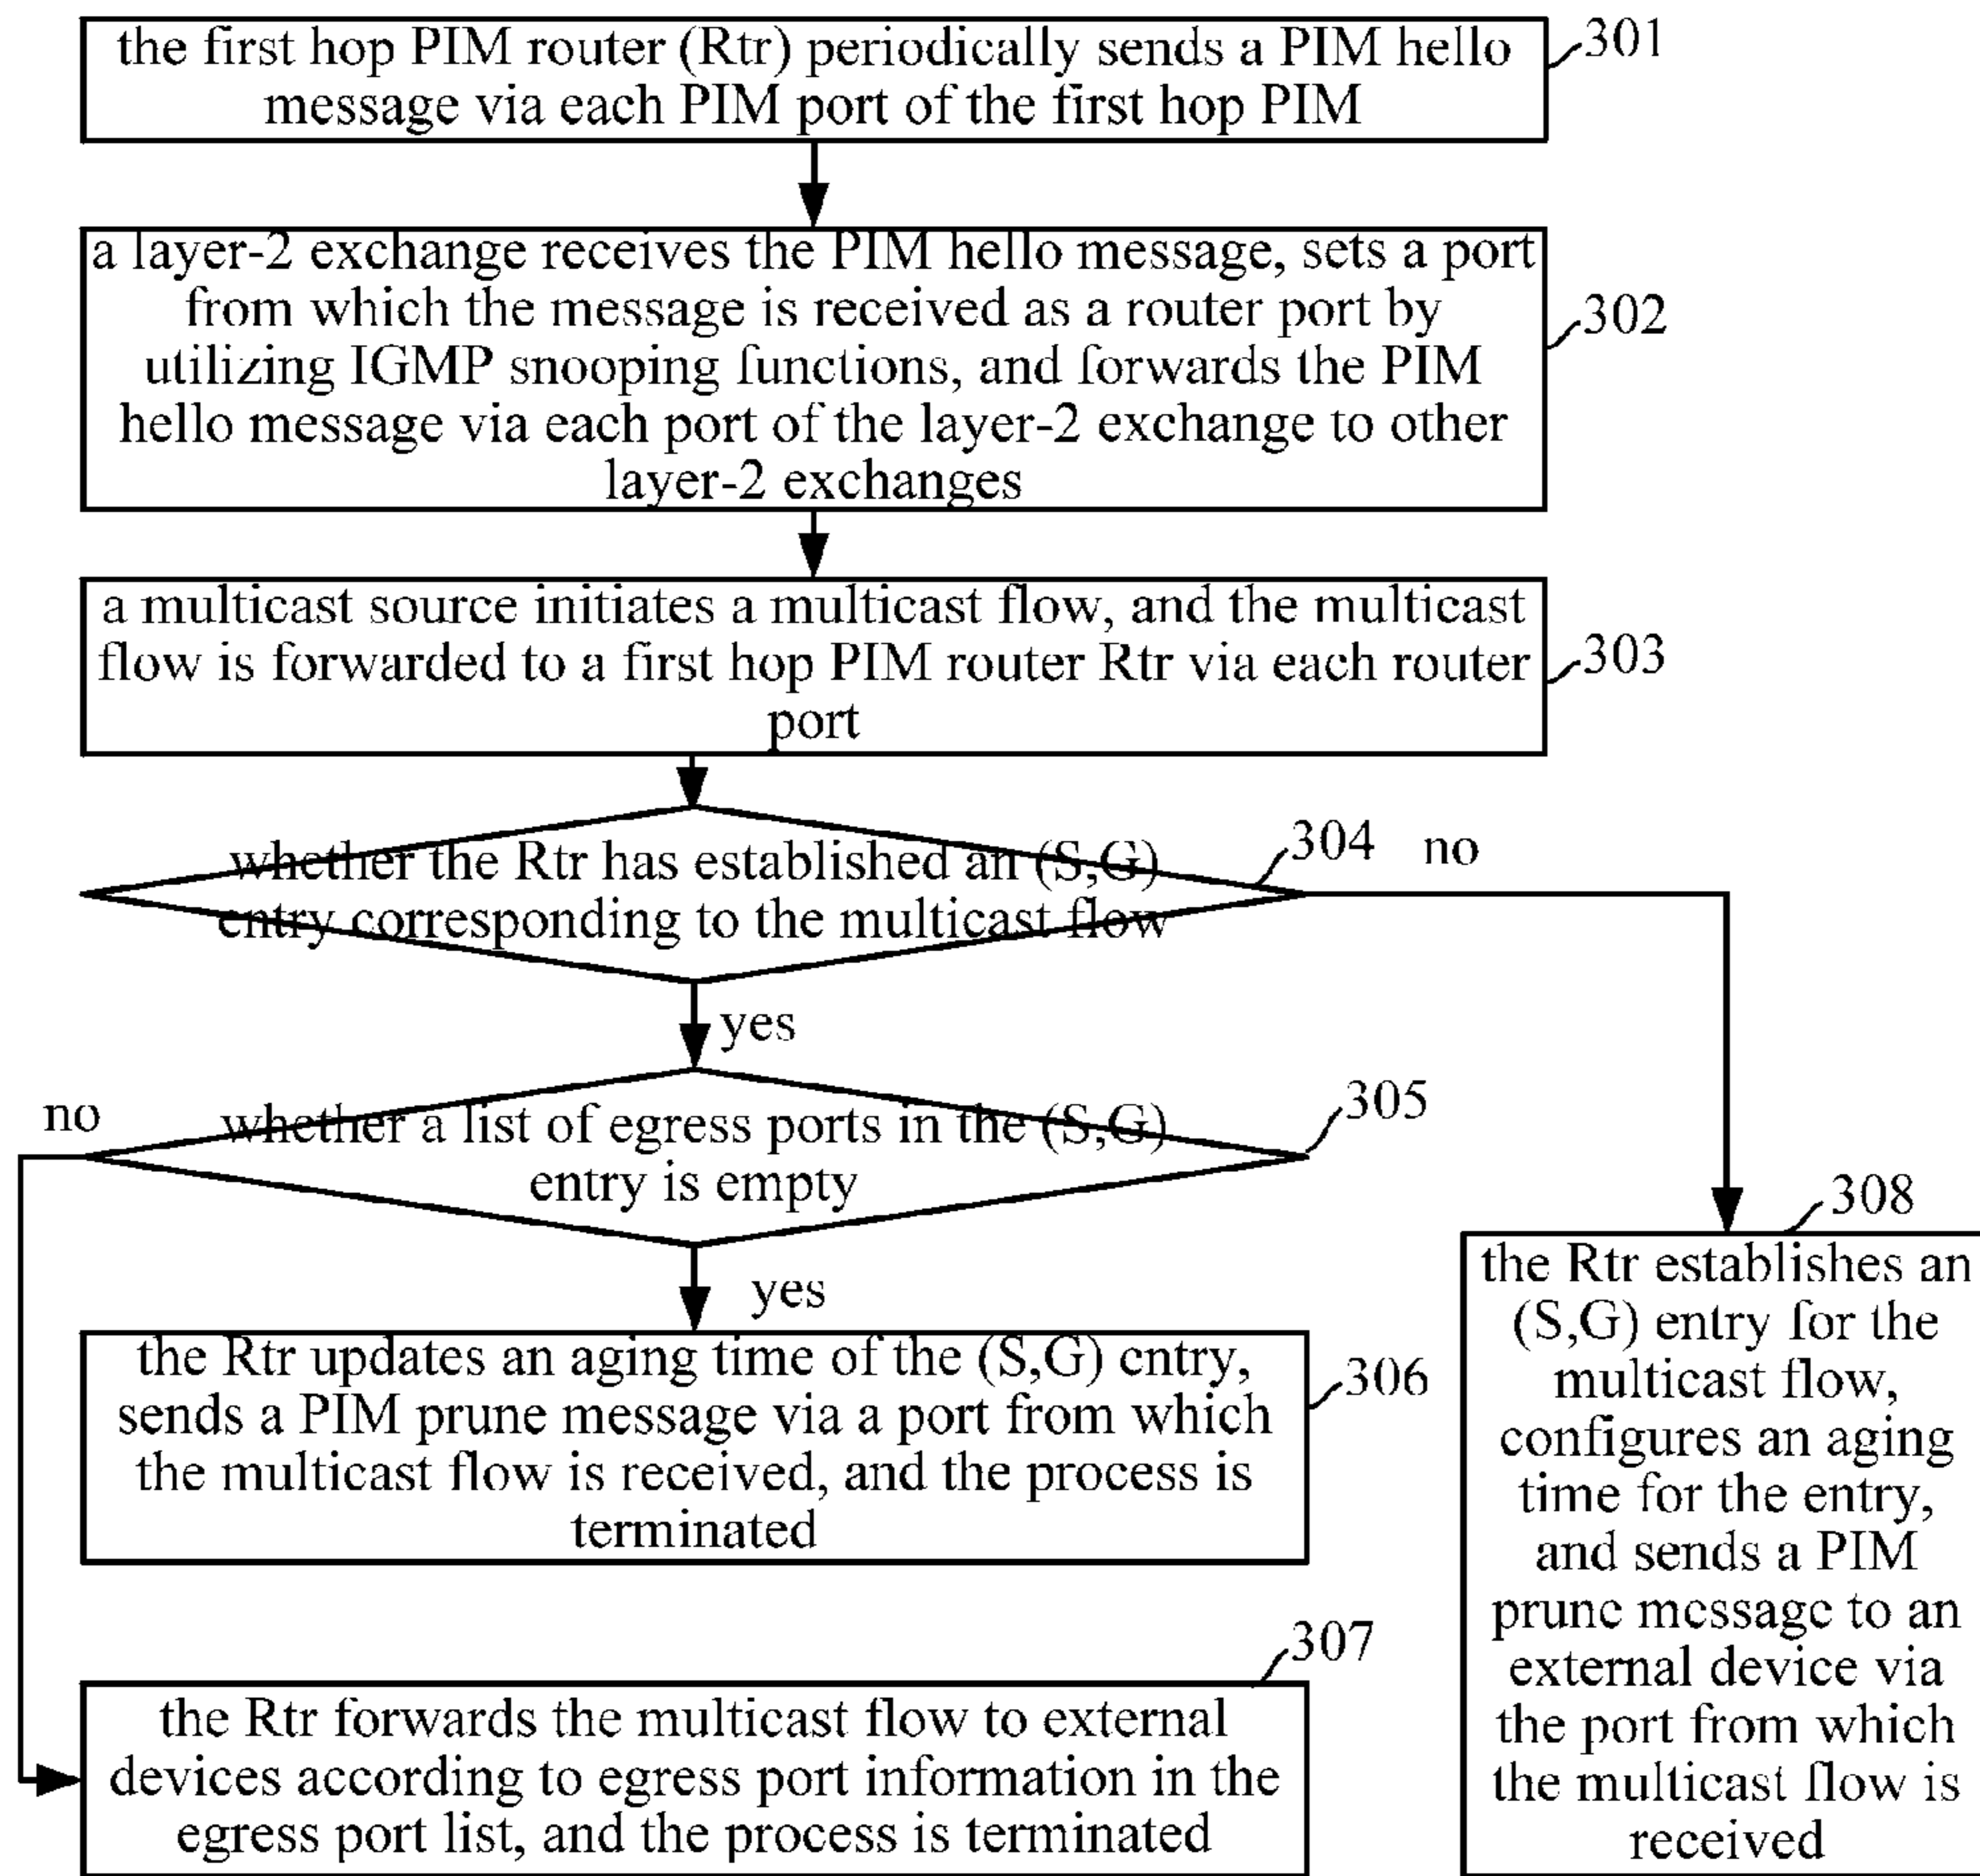 the first hop PIM router (Rtr) periodically sends a PIM hello
message via each PIM port of the first hop PIM
301
a layer-2 exchange receives the PIM hello message, sets a port
from which the message is received as a router port by
utilizing IGMP snooping functions, and forwards the PIM
hello message via each port of the layer-2 exchange to other
layer-2 exchanges
302
a multicast source initiates a multicast flow, and the multicast
flow is forwarded to a first hop PIM router Rtr via each router
port
303
whether the Rtr has established an (S,G)
entry corresponding to the multicast flow
304
no
yes
whether a list of egress ports in the (S,G)
entry is empty
305
no
yes
the Rtr updates an aging time of the (S,G) entry,
sends a PIM prune message via a port from which
the multicast flow is received, and the process is
terminated
306
the Rtr forwards the multicast flow to external
devices according to egress port information in the
egress port list, and the process is terminated
307
308
the Rtr establishes an
(S,G) entry for the
multicast flow,
configures an aging
time for the entry,
and sends a PIM
prune message to an
external device via
the port from which
the multicast flow is
received